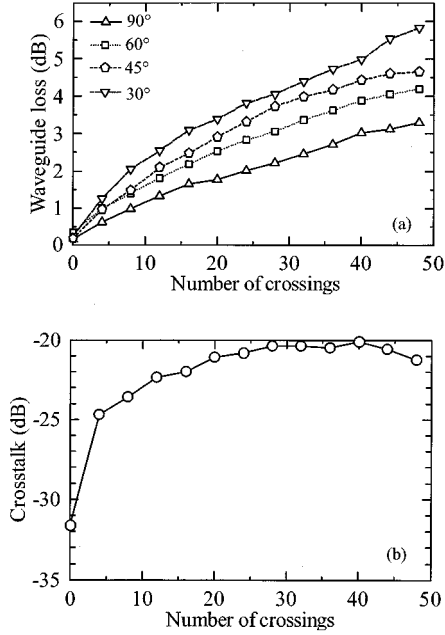 6
5
4
3
2
1
0
Waveguide loss (dB)
90°
60°
45°
30°
(a)
0 10 20 30 40 50
Number of crossings
-20
-25
-31
-35
Crosstalk (dB)
(b)
0 10 20 30 40 50
Number of crossings